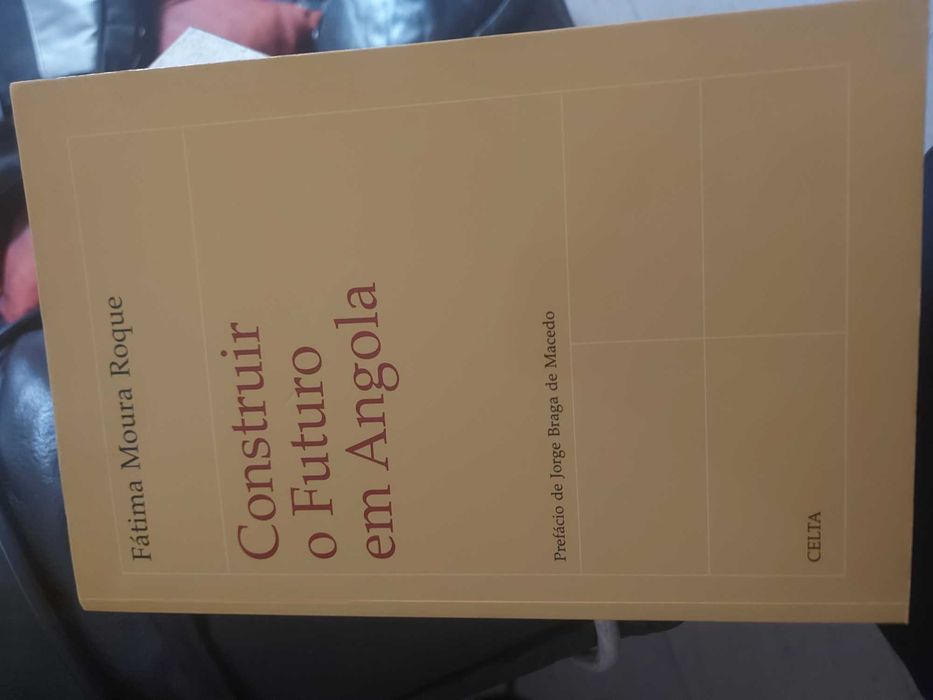 Fátima Moura Roque
Construir
o Futuro
em Angola
Prefácio de Jorge Braga de Macedo
CELTA